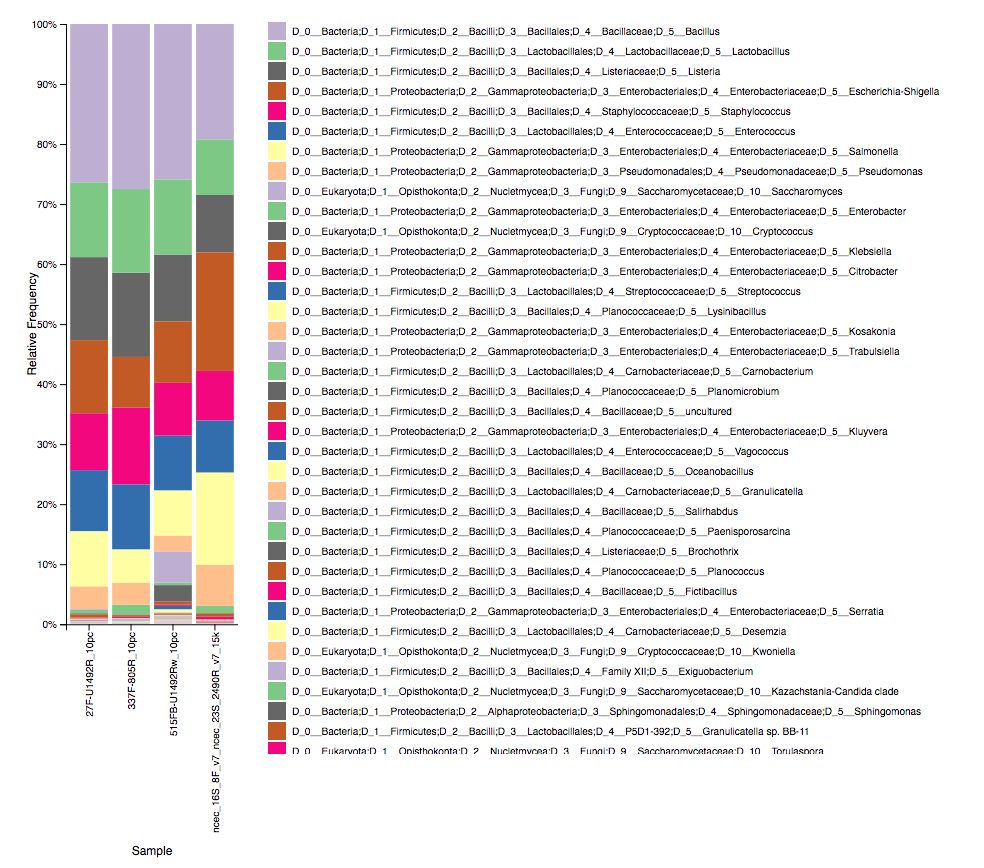 100%
90%
80%
70%
60%
50%
40%
30%
20%
10%
0%
Relative Frequency
27F-U1492R_10pc
337F-805R_10pc
515FB-U1492Rw_10pc
ncec_16S_8F_v7_ncec_23S_2490R_v7_15k
Sample
D_0__Bacteria;D_1__Firmicutes;D_2__Bacilli;D_3__Bacillales;D_4__Bacillaceae;D_5__Bacillus
D_0__Bacteria;D_1__Firmicutes;D_2__Bacilli;D_3__Lactobacillales;D_4__Lactobacillaceae;D_5__Lactobacillus
D_0__Bacteria;D_1__Firmicutes;D_2__Bacilli;D_3__Bacillales;D_4__Listeriaceae;D_5__Listeria
D_0__Bacteria;D_1__Proteobacteria;D_2__Gammaproteobacteria;D_3__Enterobacteriales;D_4__Enterobacteriaceae;D_5__Escherichia-Shigella
D_0__Bacteria;D_1__Firmicutes;D_2__Bacilli;D_3__Bacillales;D_4__Staphylococcaceae;D_5__Staphylococcus
D_0__Bacteria;D_1__Firmicutes;D_2__Bacilli;D_3__Lactobacillales;D_4__Enterococcaceae;D_5__Enterococcus
D_0__Bacteria;D_1__Proteobacteria;D_2__Gammaproteobacteria;D_3__Enterobacteriales;D_4__Enterobacteriaceae;D_5__Salmonella
D_0__Bacteria;D_1__Proteobacteria;D_2__Gammaproteobacteria;D_3__Pseudomonadales;D_4__Pseudomonadaceae;D_5__Pseudomonas
D_0__Eukaryota;D_1__Opisthokonta;D_2__Nucletmycea;D_3__Fungi;D_9__Saccharomycetaceae;D_10__Saccharomyces
D_0__Bacteria;D_1__Proteobacteria;D_2__Gammaproteobacteria;D_3__Enterobacteriales;D_4__Enterobacteriaceae;D_5__Enterobacter
D_0__Eukaryota;D_1__Opisthokonta;D_2__Nucletmycea;D_3__Fungi;D_9__Cryptococcaceae;D_10__Cryptococcus
D_0__Bacteria;D_1__Proteobacteria;D_2__Gammaproteobacteria;D_3__Enterobacteriales;D_4__Enterobacteriaceae;D_5__Klebsiella
D_0__Bacteria;D_1__Proteobacteria;D_2__Gammaproteobacteria;D_3__Enterobacteriales;D_4__Enterobacteriaceae;D_5__Citrobacter
D_0__Bacteria;D_1__Firmicutes;D_2__Bacilli;D_3__Lactobacillales;D_4__Streptococcaceae;D_5__Streptococcus
D_0__Bacteria;D_1__Firmicutes;D_2__Bacilli;D_3__Bacillales;D_4__Planococcaceae;D_5__Lysinibacillus
D_0__Bacteria;D_1__Proteobacteria;D_2__Gammaproteobacteria;D_3__Enterobacteriales;D_4__Enterobacteriaceae;D_5__Kosakonia
D_0__Bacteria;D_1__Proteobacteria;D_2__Gammaproteobacteria;D_3__Enterobacteriales;D_4__Enterobacteriaceae;D_5__Trabulsiella
D_0__Bacteria;D_1__Firmicutes;D_2__Bacilli;D_3__Lactobacillales;D_4__Carnobacteriaceae;D_5__Carnobacterium
D_0__Bacteria;D_1__Firmicutes;D_2__Bacilli;D_3__Bacillales;D_4__Planococcaceae;D_5__Planomicrobium
D_0__Bacteria;D_1__Firmicutes;D_2__Bacilli;D_3__Bacillales;D_4__Bacillaceae;D_5__uncultured
D_0__Bacteria;D_1__Proteobacteria;D_2__Gammaproteobacteria;D_3__Enterobacteriales;D_4__Enterobacteriaceae;D_5__Kluyvera
D_0__Bacteria;D_1__Firmicutes;D_2__Bacilli;D_3__Lactobacillales;D_4__Enterococcaceae;D_5__Vagococcus
D_0__Bacteria;D_1__Firmicutes;D_2__Bacilli;D_3__Bacillales;D_4__Bacillaceae;D_5__Oceanobacillus
D_0__Bacteria;D_1__Firmicutes;D_2__Bacilli;D_3__Lactobacillales;D_4__Carnobacteriaceae;D_5__Granulicatella
D_0__Bacteria;D_1__Firmicutes;D_2__Bacilli;D_3__Bacillales;D_4__Bacillaceae;D_5__Salirhabdus
D_0__Bacteria;D_1__Firmicutes;D_2__Bacilli;D_3__Bacillales;D_4__Planococcaceae;D_5__Paenisporosarcina
D_0__Bacteria;D_1__Firmicutes;D_2__Bacilli;D_3__Bacillales;D_4__Listeriaceae;D_5__Brochothrix
D_0__Bacteria;D_1__Firmicutes;D_2__Bacilli;D_3__Bacillales;D_4__Planococcaceae;D_5__Planococcus
D_0__Bacteria;D_1__Firmicutes;D_2__Bacilli;D_3__Bacillales;D_4__Bacillaceae;D_5__Fictibacillus
D_0__Bacteria;D_1__Proteobacteria;D_2__Gammaproteobacteria;D_3__Enterobacteriales;D_4__Enterobacteriaceae;D_5__Serratia
D_0__Bacteria;D_1__Firmicutes;D_2__Bacilli;D_3__Lactobacillales;D_4__Carnobacteriaceae;D_5__Desemzia
D_0__Eukaryota;D_1__Opisthokonta;D_2__Nucletmycea;D_3__Fungi;D_9__Cryptococcaceae;D_10__Kwoniella
D_0__Bacteria;D_1__Firmicutes;D_2__Bacilli;D_3__Bacillales;D_4__Family XII;D_5__Exiguobacterium
D_0__Eukaryota;D_1__Opisthokonta;D_2__Nucletmycea;D_3__Fungi;D_9__Saccharomycetaceae;D_10__Kazachstania-Candida clade
D_0__Bacteria;D_1__Proteobacteria;D_2__Alphaproteobacteria;D_3__Sphingomonadales;D_4__Sphingomonadaceae;D_5__Sphingomonas
D_0__Bacteria;D_1__Firmicutes;D_2__Bacilli;D_3__Lactobacillales;D_4__P5D1-392;D_5__Granulicatella sp. BB-11
D_0__Eukaryota;D_1__Opisthokonta;D_2__Nucletmycea;D_3__Fungi;D_9__Saccharomycetaceae;D_10__Torulaspora